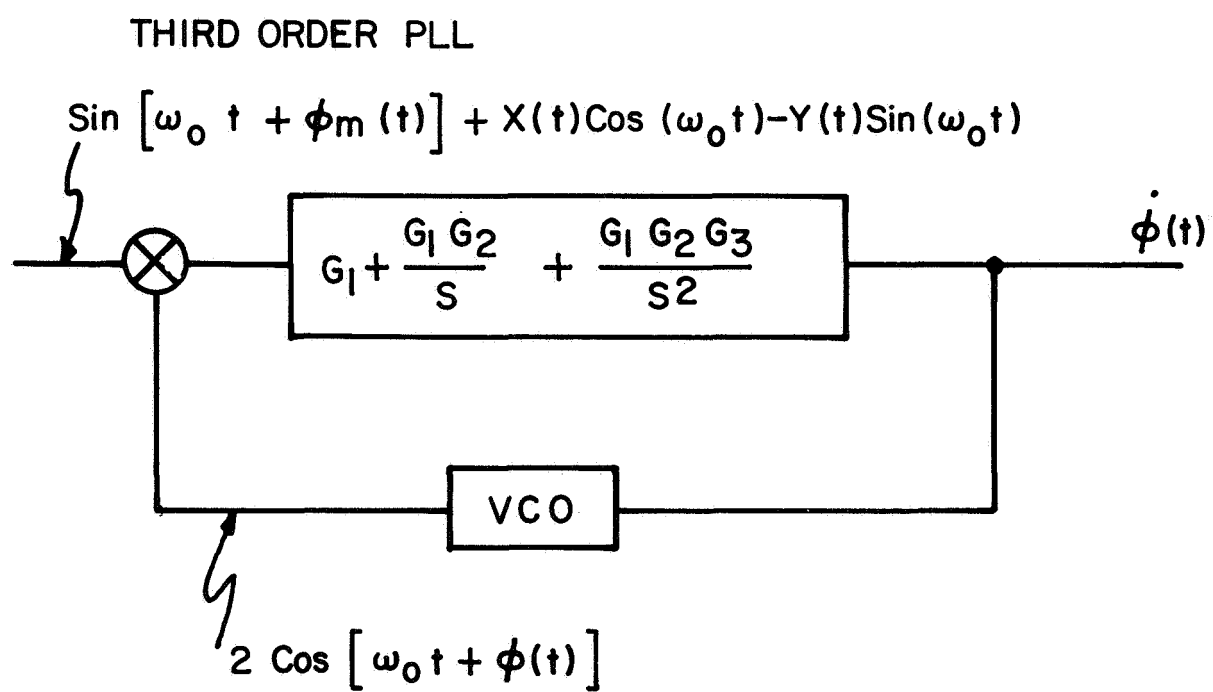 THIRD ORDER PLL
Sin [ω₀ t + ϕm (t)] + X(t)Cos (ω₀t)-Y(t)Sin(ω₀t)
G₁ + G₁ G₂/S + G₁ G₂ G₃/S²
ϕ̇(t)
VCO
2 Cos [ω₀ t + ϕ(t)]